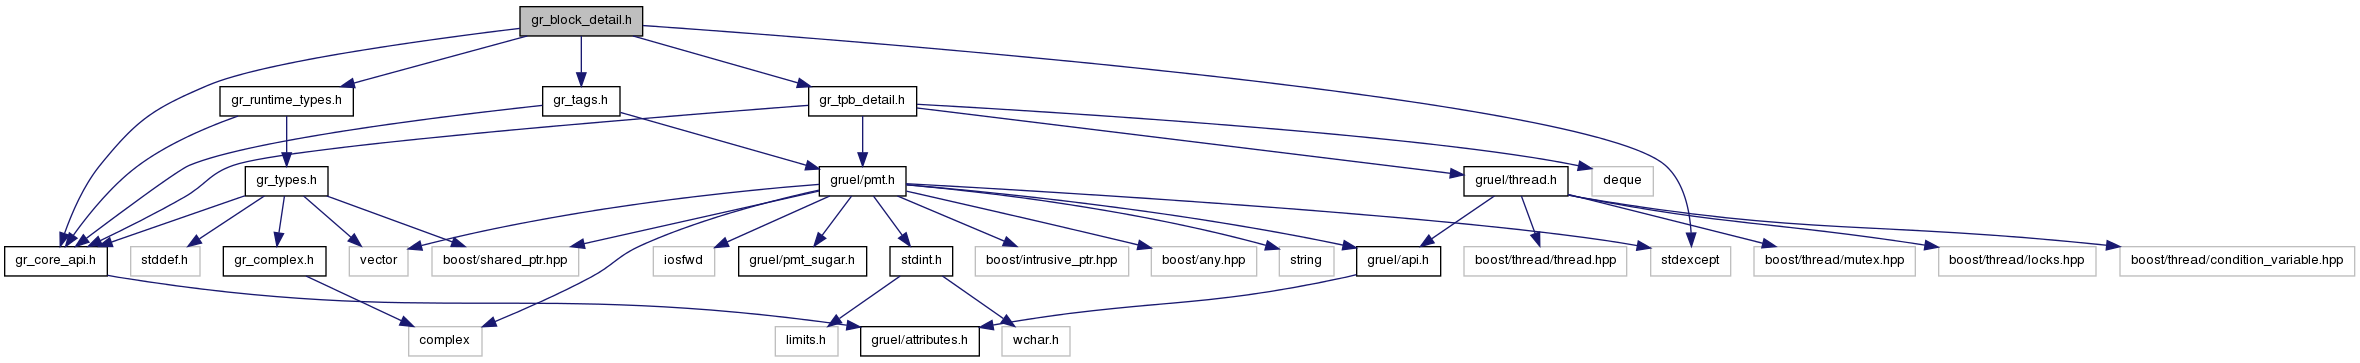 gr_block_detail.h
gr_runtime_types.h
gr_tags.h
gr_tpb_detail.h
gr_types.h
gruel/pmt.h
gruel/thread.h
deque
gr_core_api.h
stddef.h
gr_complex.h
vector
boost/shared_ptr.hpp
iosfwd
gruel/pmt_sugar.h
stdint.h
boost/intrusive_ptr.hpp
boost/any.hpp
string
gruel/api.h
boost/thread/thread.hpp
stdexcept
boost/thread/mutex.hpp
boost/thread/locks.hpp
boost/thread/condition_variable.hpp
complex
limits.h
gruel/attributes.h
wchar.h